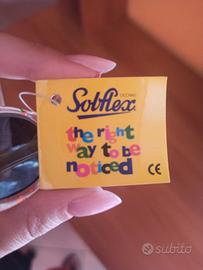 Solflex
the right
way to be
noticed
CE
subito